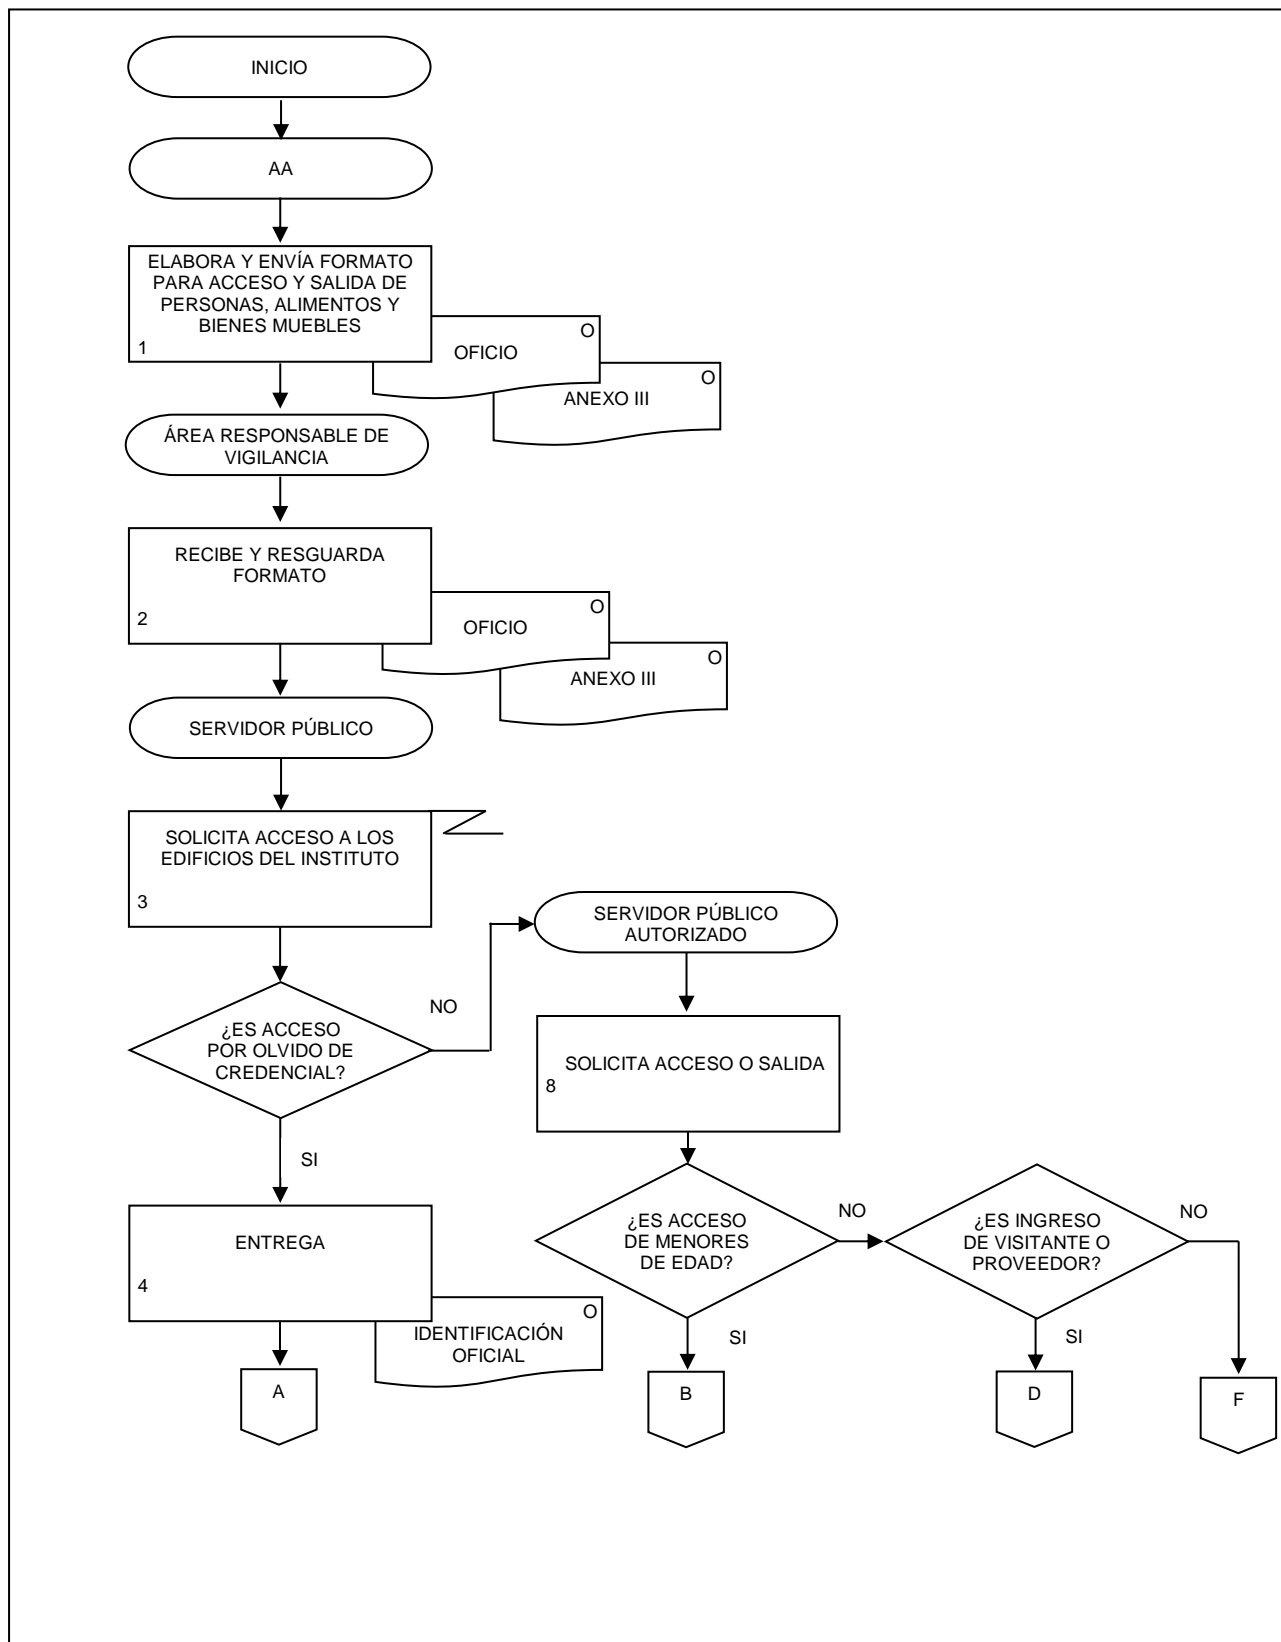 INICIO
AA
ELABORA Y ENVÍA FORMATO
PARA ACCESO Y SALIDA DE
PERSONAS, ALIMENTOS Y
BIENES MUEBLES
1
O
OFICIO
O
ANEXO III
ÁREA RESPONSABLE DE
VIGILANCIA
RECIBE Y RESGUARDA
FORMATO
2
O
OFICIO
O
ANEXO III
SERVIDOR PÚBLICO
SOLICITA ACCESO A LOS
EDIFICIOS DEL INSTITUTO
3
¿ES ACCESO
POR OLVIDO DE
CREDENCIAL?
NO
SI
ENTREGA
4
O
IDENTIFICACIÓN
OFICIAL
A
SERVIDOR PÚBLICO
AUTORIZADO
SOLICITA ACCESO O SALIDA
8
¿ES ACCESO
DE MENORES
DE EDAD?
NO
SI
B
¿ES INGRESO
DE VISITANTE O
PROVEEDOR?
NO
SI
D
F